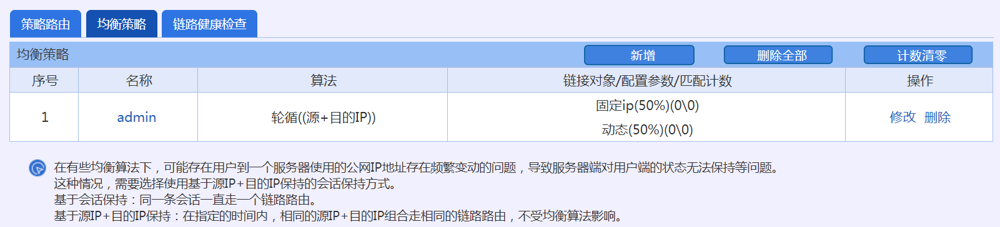 策略路由 均衡策略 链路健康检查
均衡策略 新增 删除全部 计数清零
序号 名称 算法 链接对象/配置参数/匹配计数 操作
1 admin 轮循((源+目的IP)) 固定ip(50%)(0\0) 修改 删除
动态(50%)(0\0)
在有些均衡算法下，可能存在用户到一个服务器使用的公网IP地址存在频繁变动的问题，导致服务器端对用户端的状态无法保持等问题。
这种情况，需要选择使用基于源IP+目的IP保持的会话保持方式。
基于会话保持：同一条会话一直走一个链路路由。
基于源IP+目的IP保持：在指定的时间内，相同的源IP+目的IP组合走相同的链路路由，不受均衡算法影响。